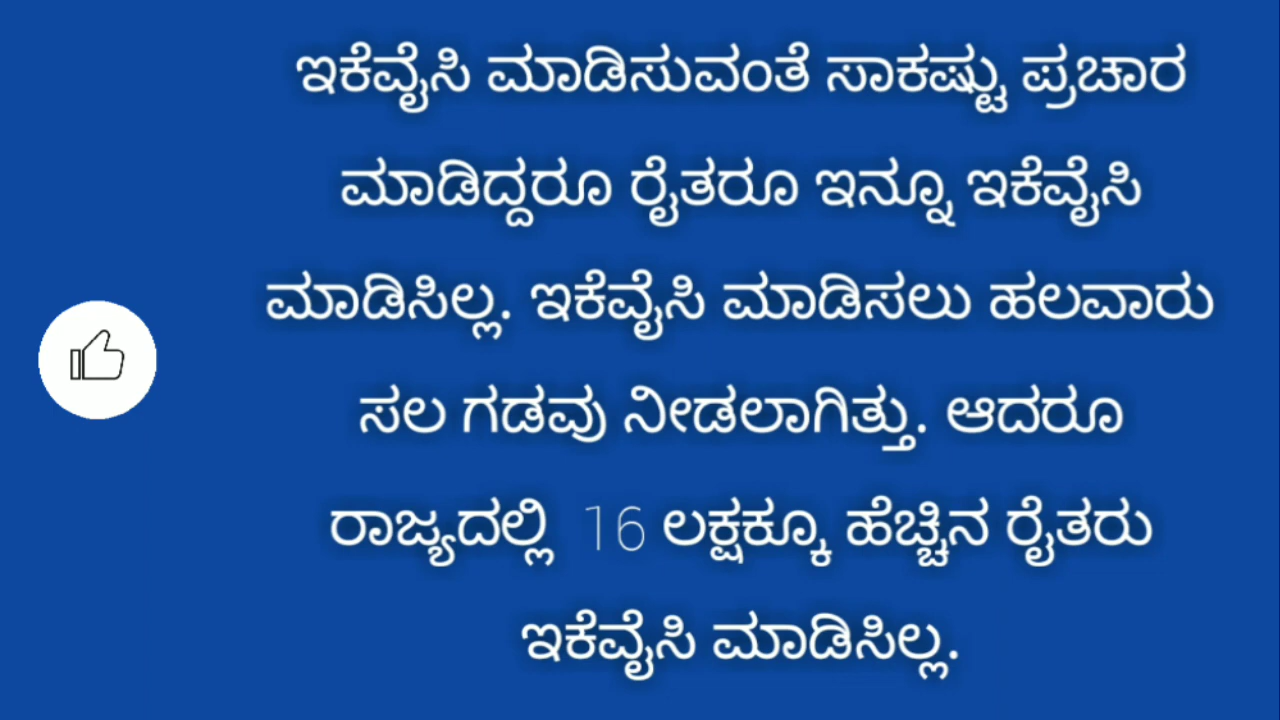 ಇಕೆವೈಸಿ ಮಾಡಿಸುವಂತೆ ಸಾಕಷ್ಟು ಪ್ರಚಾರ
ಮಾಡಿದ್ದರೂ ರೈತರೂ ಇನ್ನೂ ಇಕೆವೈಸಿ
ಮಾಡಿಸಿಲ್ಲ. ಇಕೆವೈಸಿ ಮಾಡಿಸಲು ಹಲವಾರು
ಸಲ ಗಡವು ನೀಡಲಾಗಿತ್ತು. ಆದರೂ
ರಾಜ್ಯದಲ್ಲಿ 16 ಲಕ್ಷಕ್ಕೂ ಹೆಚ್ಚಿನ ರೈತರು
ಇಕೆವೈಸಿ ಮಾಡಿಸಿಲ್ಲ.